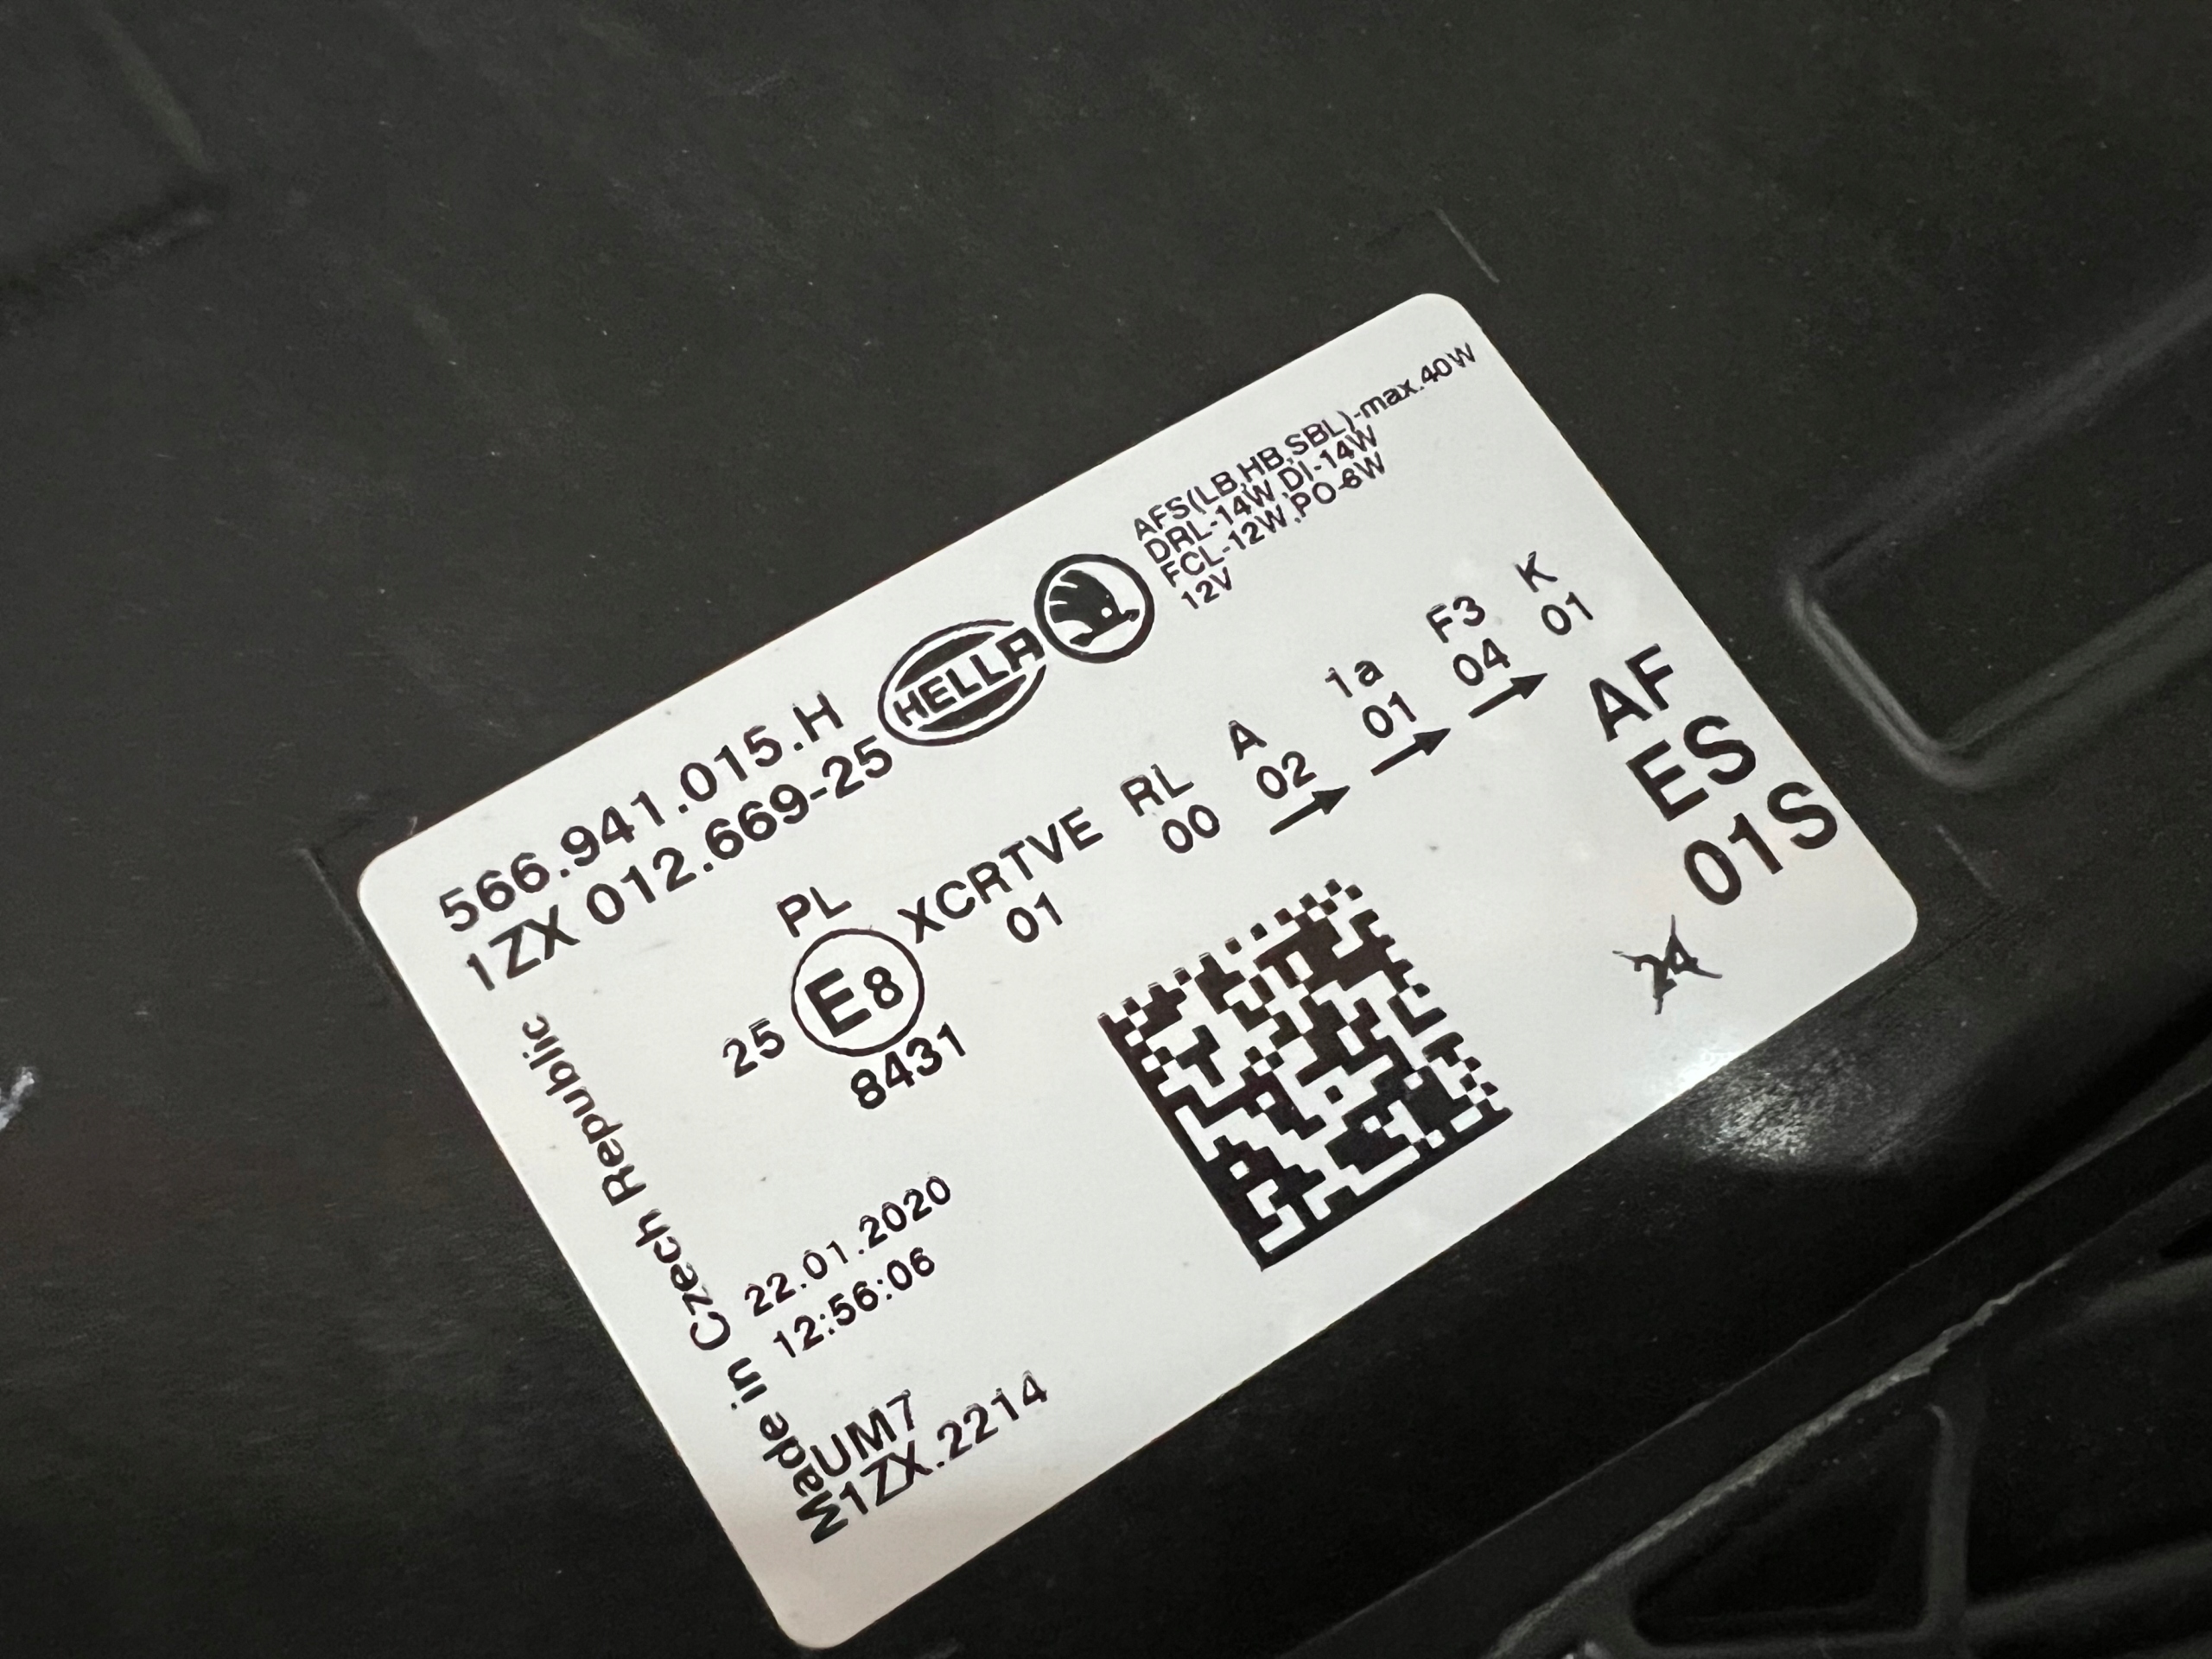 566.941.015.H
1ZX 012.669-25
HELLA
AFS(LB,HB,SBL)-max.40W
DRL-14W,DI-14W
FCL-12W,PO-6W
12V
PL
25 E8 XCRTVE RL A 1a F3 K
01 00 02 01 04 01
8431
AF
ES
01S
24
Made in Czech Republic
22.01.2020
12:56:06
UM7
1ZX.2214